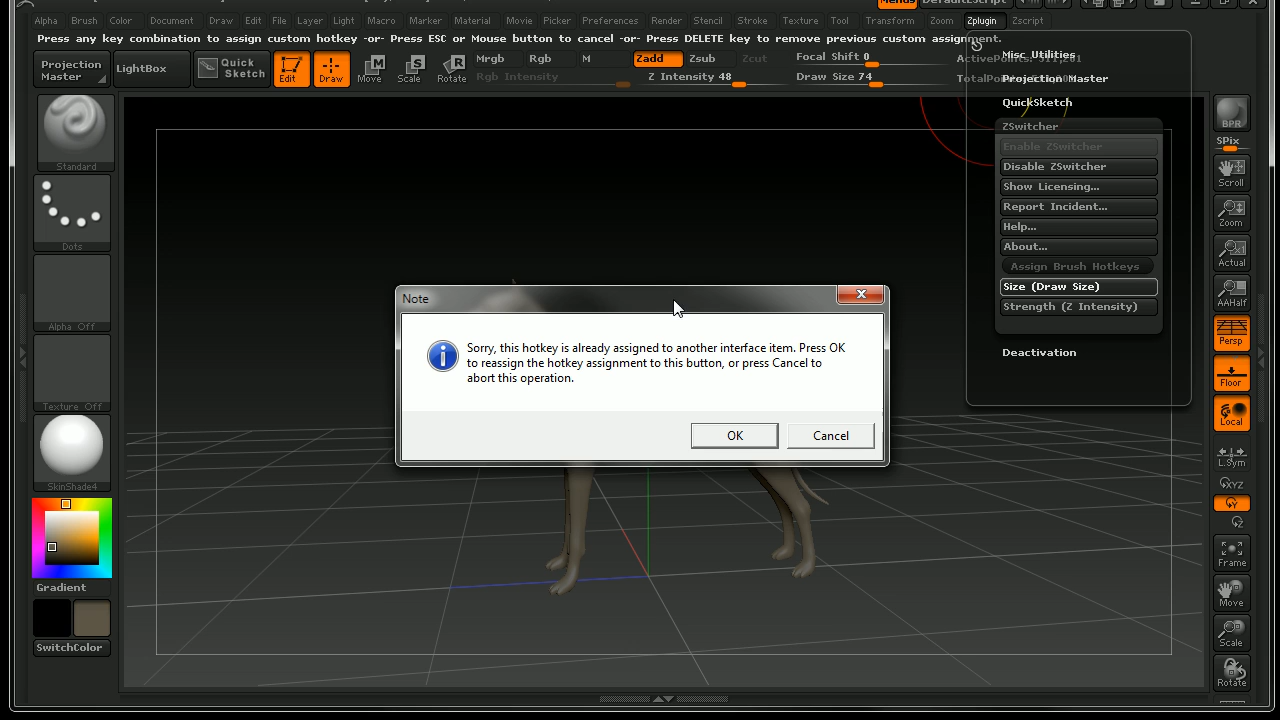 Menus
DefaultZScript
Alpha Brush Color Document Draw Edit File Layer Light Macro Marker Material Movie Picker Preferences Render Stencil Stroke Texture Tool Transform Zoom Zplugin Zscript
Press any key combination to assign custom hotkey -or- Press ESC or Mouse button to cancel -or- Press DELETE key to remove previous custom assignment.
Projection
Master
LightBox
Quick
Sketch
Edit
Draw
Move
Scale
Rotate
Mrgb Rgb M
Rgb Intensity
Zadd Zsub Zcut
Z Intensity 48
Focal Shift 0
Draw Size 74
Misc Utilities
Projection Master
QuickSketch
ZSwitcher
Enable ZSwitcher
Disable ZSwitcher
Show Licensing...
Report Incident...
Help...
About...
Assign Brush Hotkeys
Size (Draw Size)
Strength (Z Intensity)
Deactivation
Standard
Dots
Alpha Off
Texture Off
SkinShade4
Gradient
SwitchColor
Note
Sorry, this hotkey is already assigned to another interface item. Press OK
to reassign the hotkey assignment to this button, or press Cancel to
abort this operation.
OK Cancel
BPR
SPix
Scroll
Zoom
Actual
AAHalf
Persp
Floor
Local
L.Sym
XYZ
Y
Z
Frame
Move
Scale
Rotate